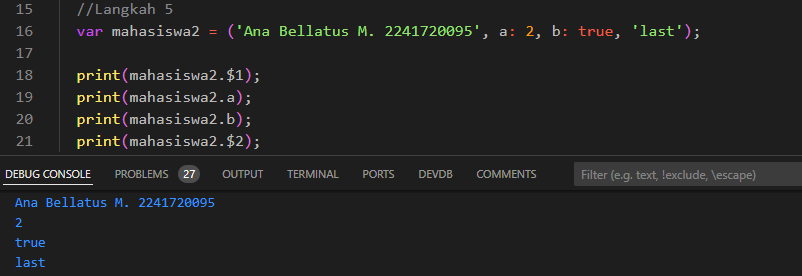 15 //Langkah 5
16 var mahasiswa2 = ('Ana Bellatus M. 2241720095', a: 2, b: true, 'last');
17
18 print(mahasiswa2.$1);
19 print(mahasiswa2.a);
20 print(mahasiswa2.b);
21 print(mahasiswa2.$2);
DEBUG CONSOLE PROBLEMS 27 OUTPUT TERMINAL PORTS DEVDB COMMENTS Filter (e.g. text, !exclude, \escape)
Ana Bellatus M. 2241720095
2
true
last